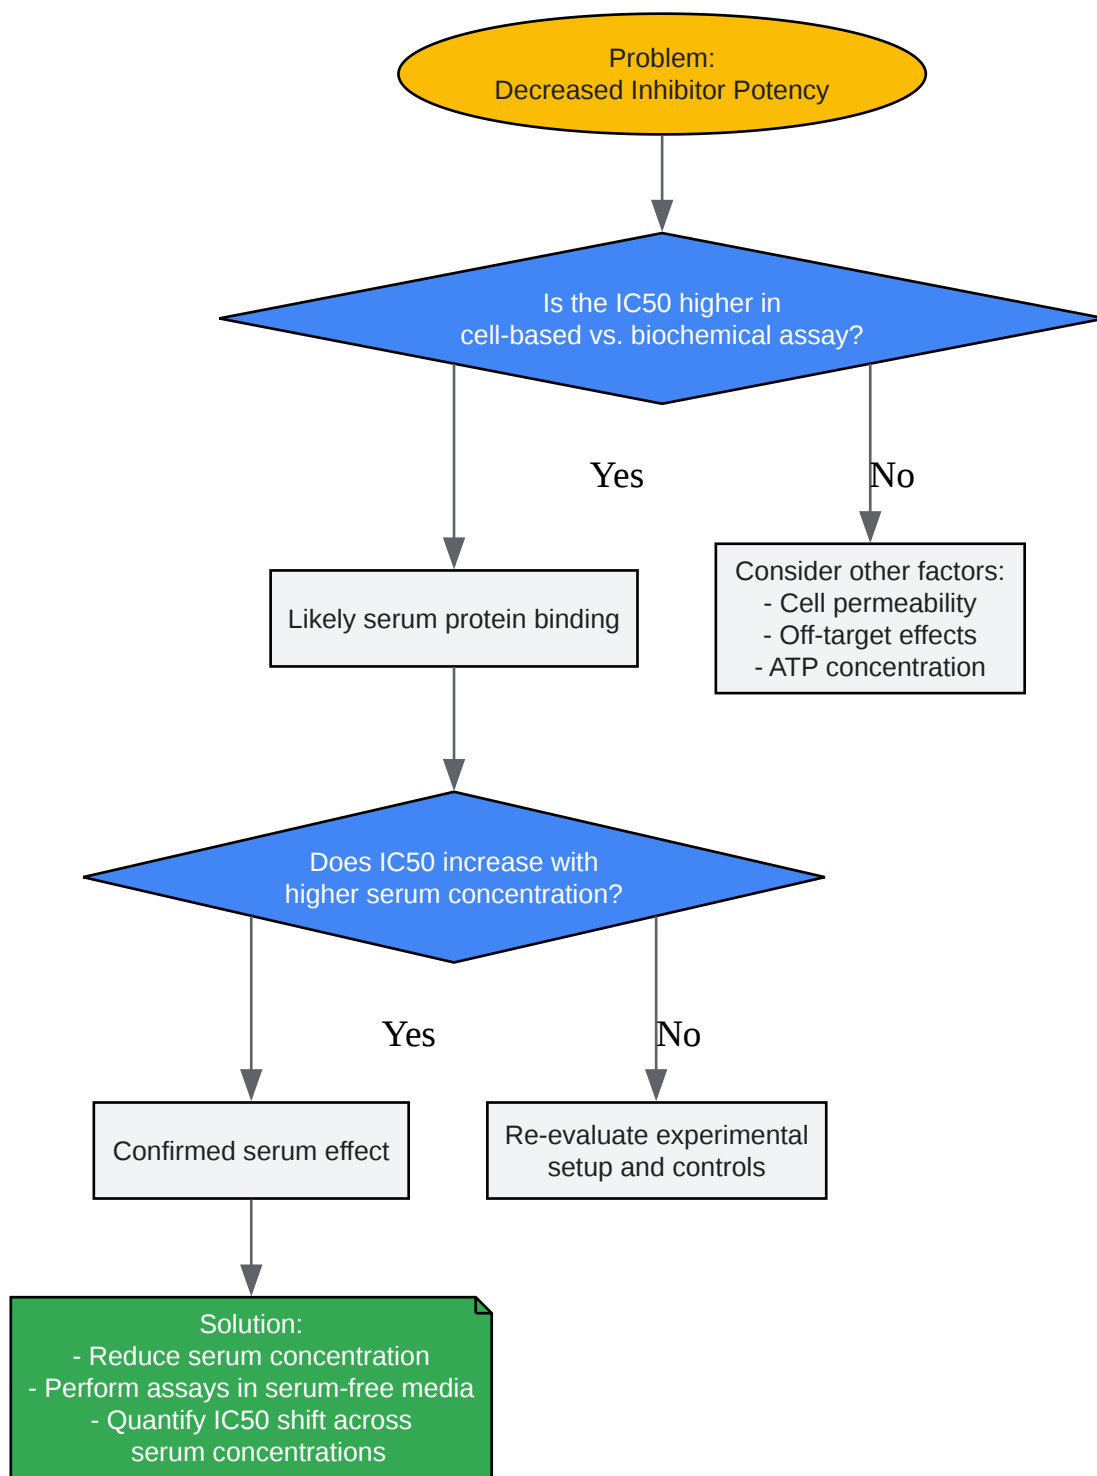 Problem:
Decreased Inhibitor Potency
Is the IC50 higher in
cell-based vs. biochemical assay?
Yes
No
Likely serum protein binding
Consider other factors:
- Cell permeability
- Off-target effects
- ATP concentration
Does IC50 increase with
higher serum concentration?
Yes
No
Confirmed serum effect
Re-evaluate experimental
setup and controls
Solution:
- Reduce serum concentration
- Perform assays in serum-free media
- Quantify IC50 shift across
serum concentrations